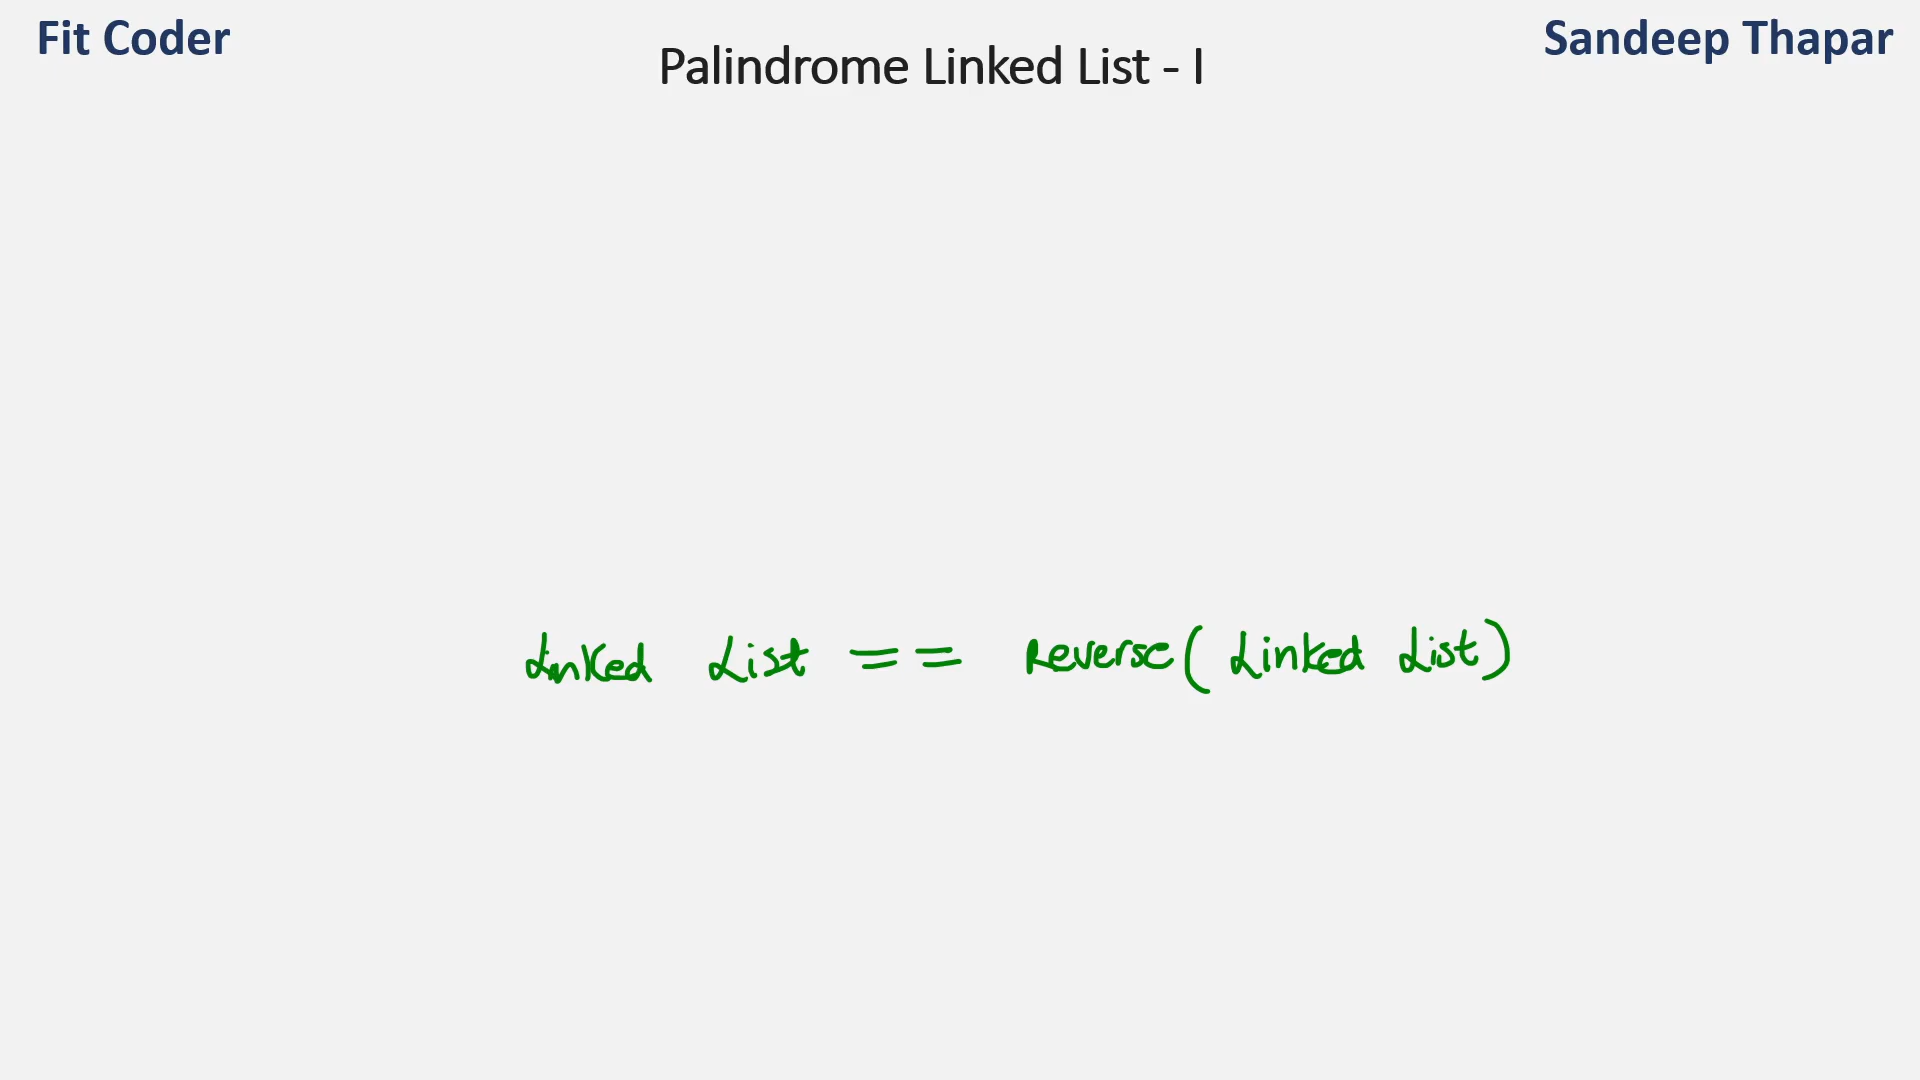 Fit Coder
Palindrome Linked List - I
Sandeep Thapar
Linked List == Reverse( Linked List)